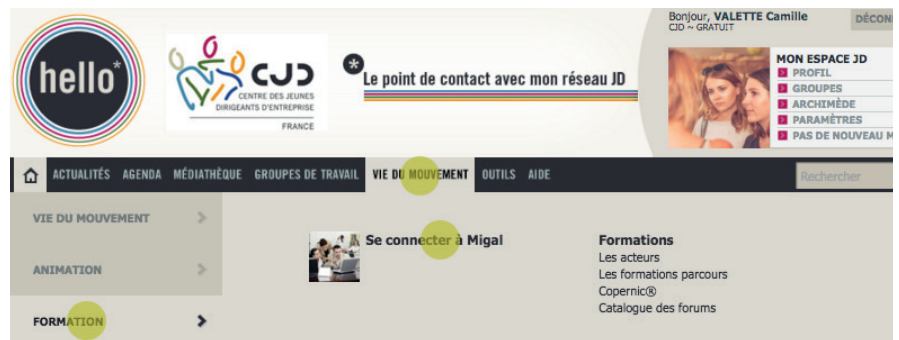 Bonjour, VALETTE Camille
CJD ~ GRATUIT
hello*
CJD
CENTRE DES JEUNES
DIRIGEANTS D'ENTREPRISE
FRANCE
* Le point de contact avec mon réseau JD
MON ESPACE JD
PROFIL
GROUPES
ARCHIMÈDE
PARAMÈTRES
PAS DE NOUVEAU
ACTUALITÉS AGENDA MÉDIATHÈQUE GROUPES DE TRAVAIL VIE DU MOUVEMENT OUTILS AIDE
Rechercher
VIE DU MOUVEMENT
ANIMATION
FORMATION
Se connecter à Migal
Formations
Les acteurs
Les formations parcours
Copernic®
Catalogue des forums